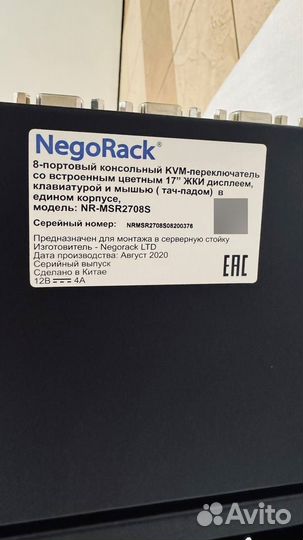 NegoRack®
8-портовый консольный KVM-переключатель
со встроенным цветным 17” ЖКИ дисплеем,
клавиатурой и мышью ( тач-падом) в
едином корпусе,
модель: NR-MSR2708S
Серийный номер: NRMSR2708S08200376
Предназначен для монтажа в серверную стойку
Изготовитель - Negorack LTD
Дата производства: Август 2020
Серийный выпуск
Сделано в Китае
12В 4А
ЕАС
Avito